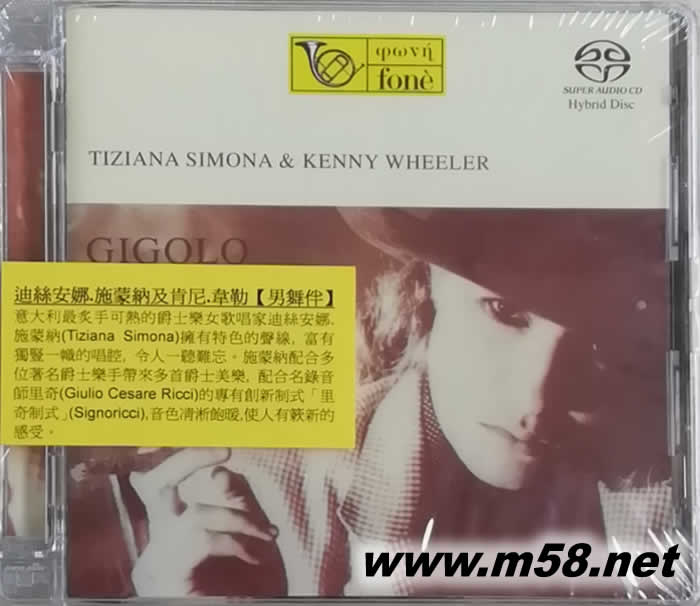 φωνή
fonè
SUPER AUDIO CD
Hybrid Disc
TIZIANA SIMONA & KENNY WHEELER
GIGOLO
迪絲安娜.施蒙納及肯尼.韋勒【男舞伴】
意大利最炙手可熱的爵士樂女歌唱家迪絲安娜.
施蒙納(Tiziana Simona)擁有特色的聲線，富有
獨豎一幟的唱腔，令人一聽難忘。施蒙納配合多
位著名爵士樂手帶來多首爵士美樂，配合名錄音
師里奇(Giulio Cesare Ricci)的專有創新制式「里
奇制式」(Signoricci),音色清淅飽暖,使人有簌新的
感受。
www.m58.net